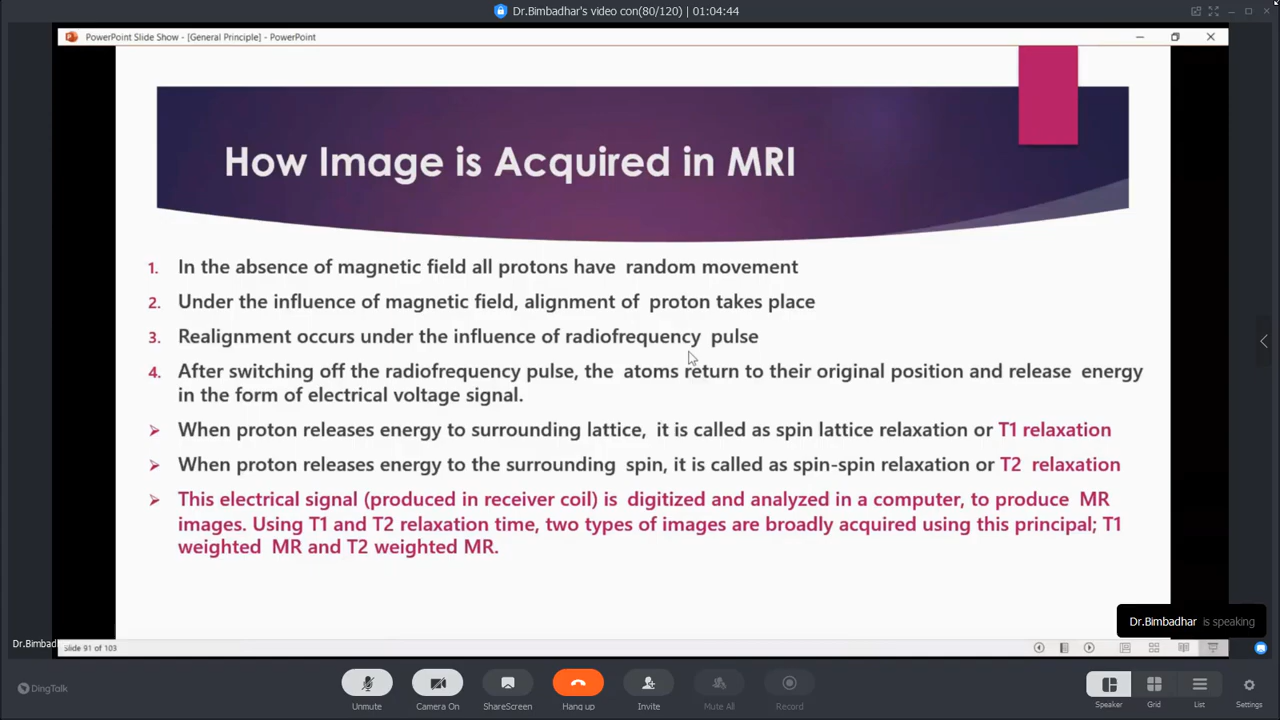 Dr.Bimbadhar's video con(80/120) | 01:04:44
PowerPoint Slide Show - [General Principle] - PowerPoint
How Image is Acquired in MRI
1. In the absence of magnetic field all protons have random movement
2. Under the influence of magnetic field, alignment of proton takes place
3. Realignment occurs under the influence of radiofrequency pulse
4. After switching off the radiofrequency pulse, the atoms return to their original position and release energy
in the form of electrical voltage signal.
When proton releases energy to surrounding lattice, it is called as spin lattice relaxation or T1 relaxation
When proton releases energy to the surrounding spin, it is called as spin-spin relaxation or T2 relaxation
This electrical signal (produced in receiver coil) is digitized and analyzed in a computer, to produce MR
images. Using T1 and T2 relaxation time, two types of images are broadly acquired using this principal; T1
weighted MR and T2 weighted MR.
Dr.Bimbadhar is speaking
Dr.Bimbad
Slide 91 of 103
DingTalk
Unmute
Camera On
ShareScreen
Hang up
Invite
Mute All
Record
Speaker
Grid
List
Settings